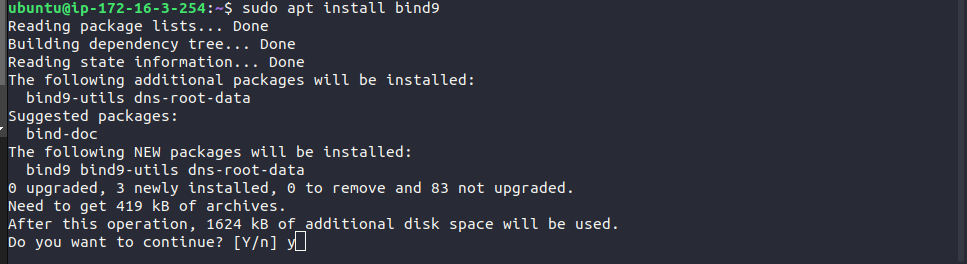 ubuntu@ip-172-16-3-254:~$ sudo apt install bind9
Reading package lists... Done
Building dependency tree... Done
Reading state information... Done
The following additional packages will be installed:
  bind9-utils dns-root-data
Suggested packages:
  bind-doc
The following NEW packages will be installed:
  bind9 bind9-utils dns-root-data
0 upgraded, 3 newly installed, 0 to remove and 83 not upgraded.
Need to get 419 kB of archives.
After this operation, 1624 kB of additional disk space will be used.
Do you want to continue? [Y/n] y